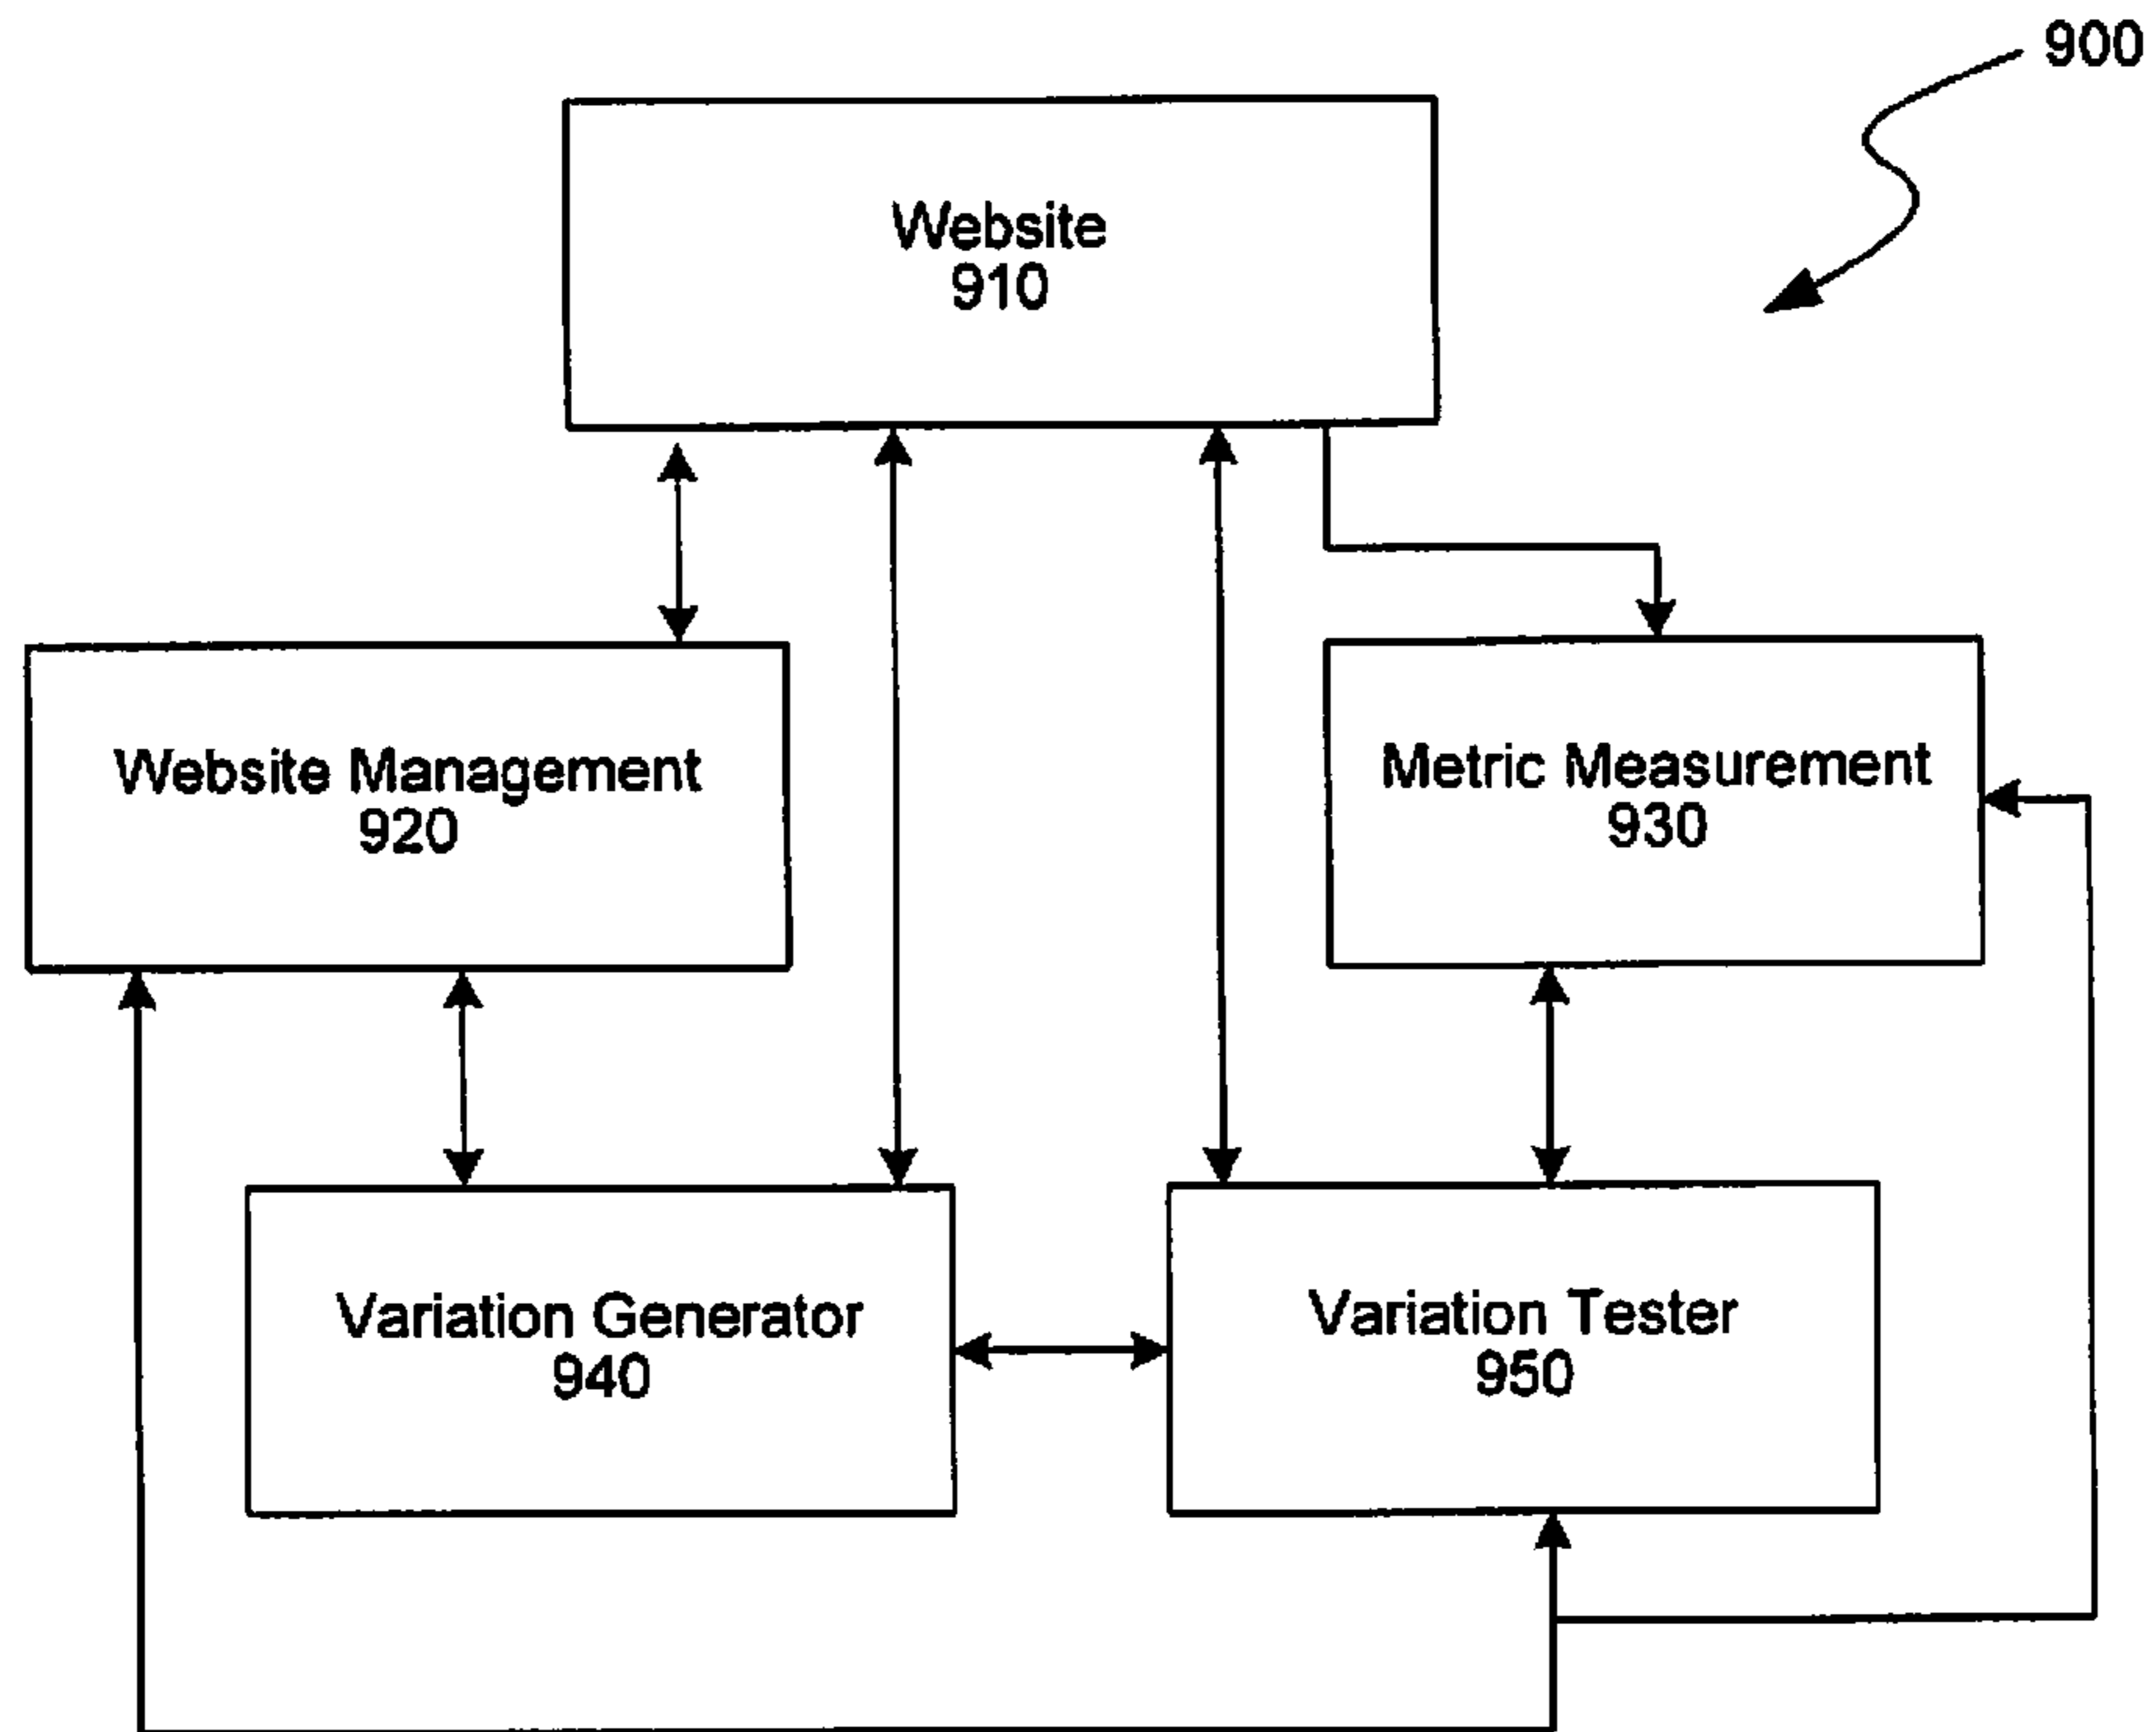 900
Website
910
Website Management
920
Metric Measurement
930
Variation Generator
940
Variation Tester
950